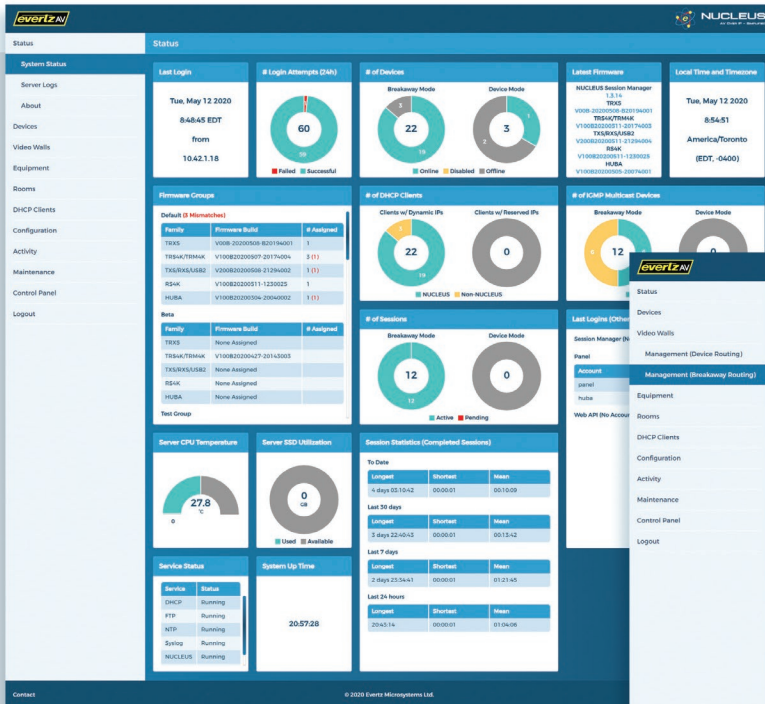 evertz AV
NUCLEUS
Status
System Status
Server Logs
About
Devices
Video Walls
Equipment
Rooms
DHCP Clients
Configuration
Activity
Maintenance
Control Panel
Logout
Status
Last Login
Tue, May 12 2020
8:48:45 EDT
from
10.42.1.18
# Login Attempts (24h)
60
59
Failed Successful
# of Devices
Breakaway Mode Device Mode
3 1
22
19
3
2
Online Disabled Offline
Latest Firmware
NUCLEUS Session Manager
1.3.14
TRXS
V00B-20200508-B20194001
TRS4K/TRM4K
V100B20200511-20174003
TXS/RXS/USB2
V200B20200511-21294004
RS4K
V100B20200311-1230025
HUBA
V100B20200505-20074001
Local Time and Timezone
Tue, May 12 2020
8:54:51
America/Toronto
(EDT, -0400)
Firmware Groups
Default (3 Mismatches)
Family Firmware Build # Assigned
TRXS V00B-20200508-B20194001 1
TRS4K/TRM4K V100B20200507-20174004 3 (1)
TXS/RXS/USB2 V200B20200506-21294002 (1)
RS4K V100B20200311-1230025 1
HUBA V100B20200304-20040002 1 (1)
Beta
Family Firmware Build # Assigned
TRXS None Assigned
TRS4K/TRM4K V100B20200427-20143003
TXS/RXS/USB2 None Assigned
RS4K None Assigned
HUBA None Assigned
Test Group
# of DHCP Clients
Clients w/ Dynamic IPs Clients w/ Reserved IPs
3
22
19
0
NUCLEUS Non-NUCLEUS
# of IGMP Multicast Devices
Breakaway Mode Device Mode
6 12
0
# of Sessions
Breakaway Mode Device Mode
12
12
0
Active Pending
Last Logins (Other
Session Manager (N
Panel
Account
panel
huba
Web API (No Accour
Server CPU Temperature
27.8
°C
0
Server SSD Utilization
0
GB
Used Available
Session Statistics (Completed Sessions)
To Date
Longest Shortest Mean
4 days 03:10:42 00:00:01 00:10:09
Last 30 days
Longest Shortest Mean
3 days 22:40:43 00:00:01 00:13:42
Last 7 days
Longest Shortest Mean
2 days 23:54:41 00:00:01 01:21:45
Last 24 hours
Longest Shortest Mean
20:43:14 00:00:01 01:04:06
Service Status
Service Status
DHCP Running
FTP Running
NTP Running
Syslog Running
NUCLEUS Running
System Up Time
20:57:28
evertz AV
Status
Devices
Video Walls
Management (Device Routing)
Management (Breakaway Routing)
Equipment
Rooms
DHCP Clients
Configuration
Activity
Maintenance
Control Panel
Logout
Contact
© 2020 Evertz Microsystems Ltd.